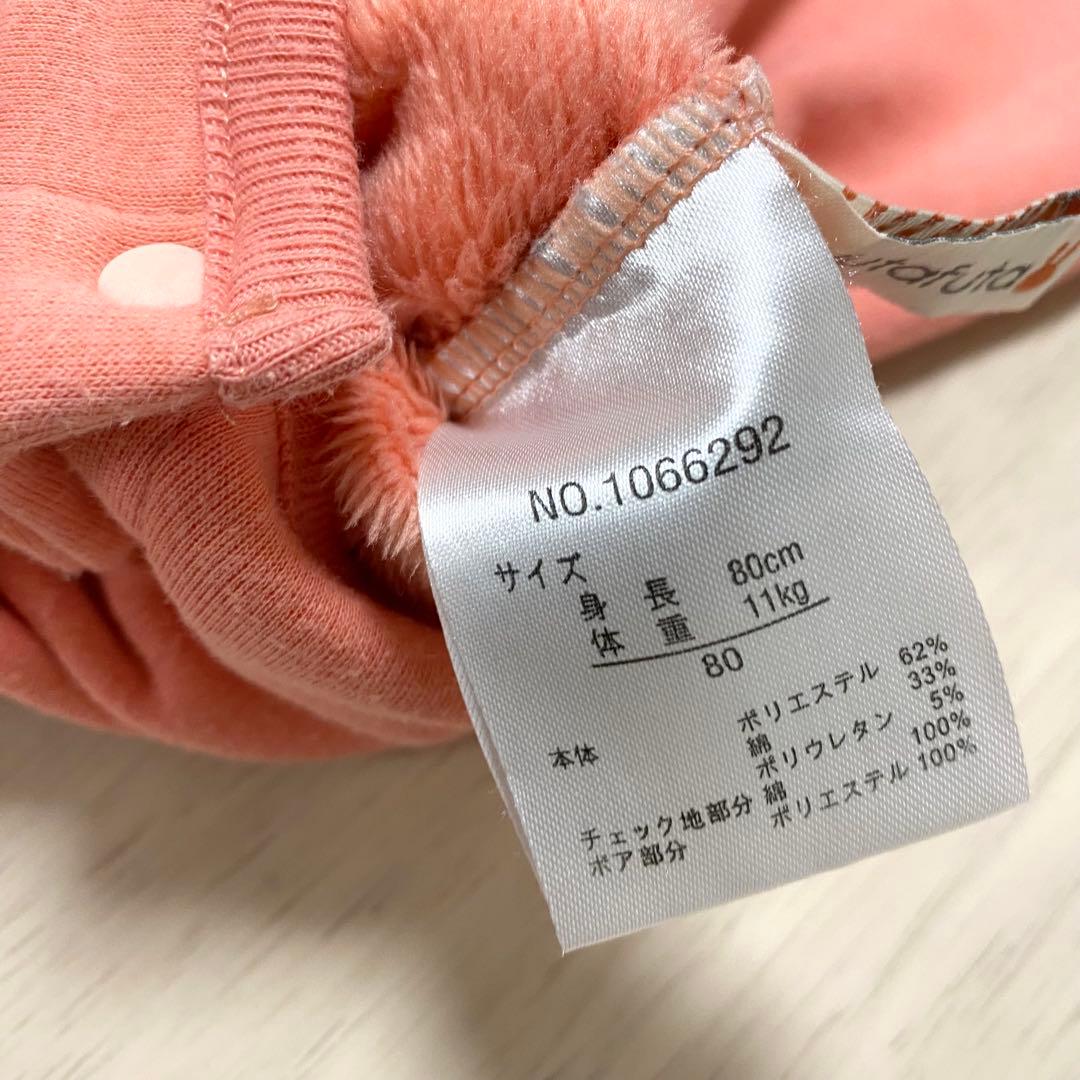 utafuta
NO.1066292
サイズ
身長 80cm
体重 11kg
80
本体 ポリエステル 62%
綿 33%
ポリウレタン 5%
チェック地部分 綿 100%
ボア部分 ポリエステル 100%